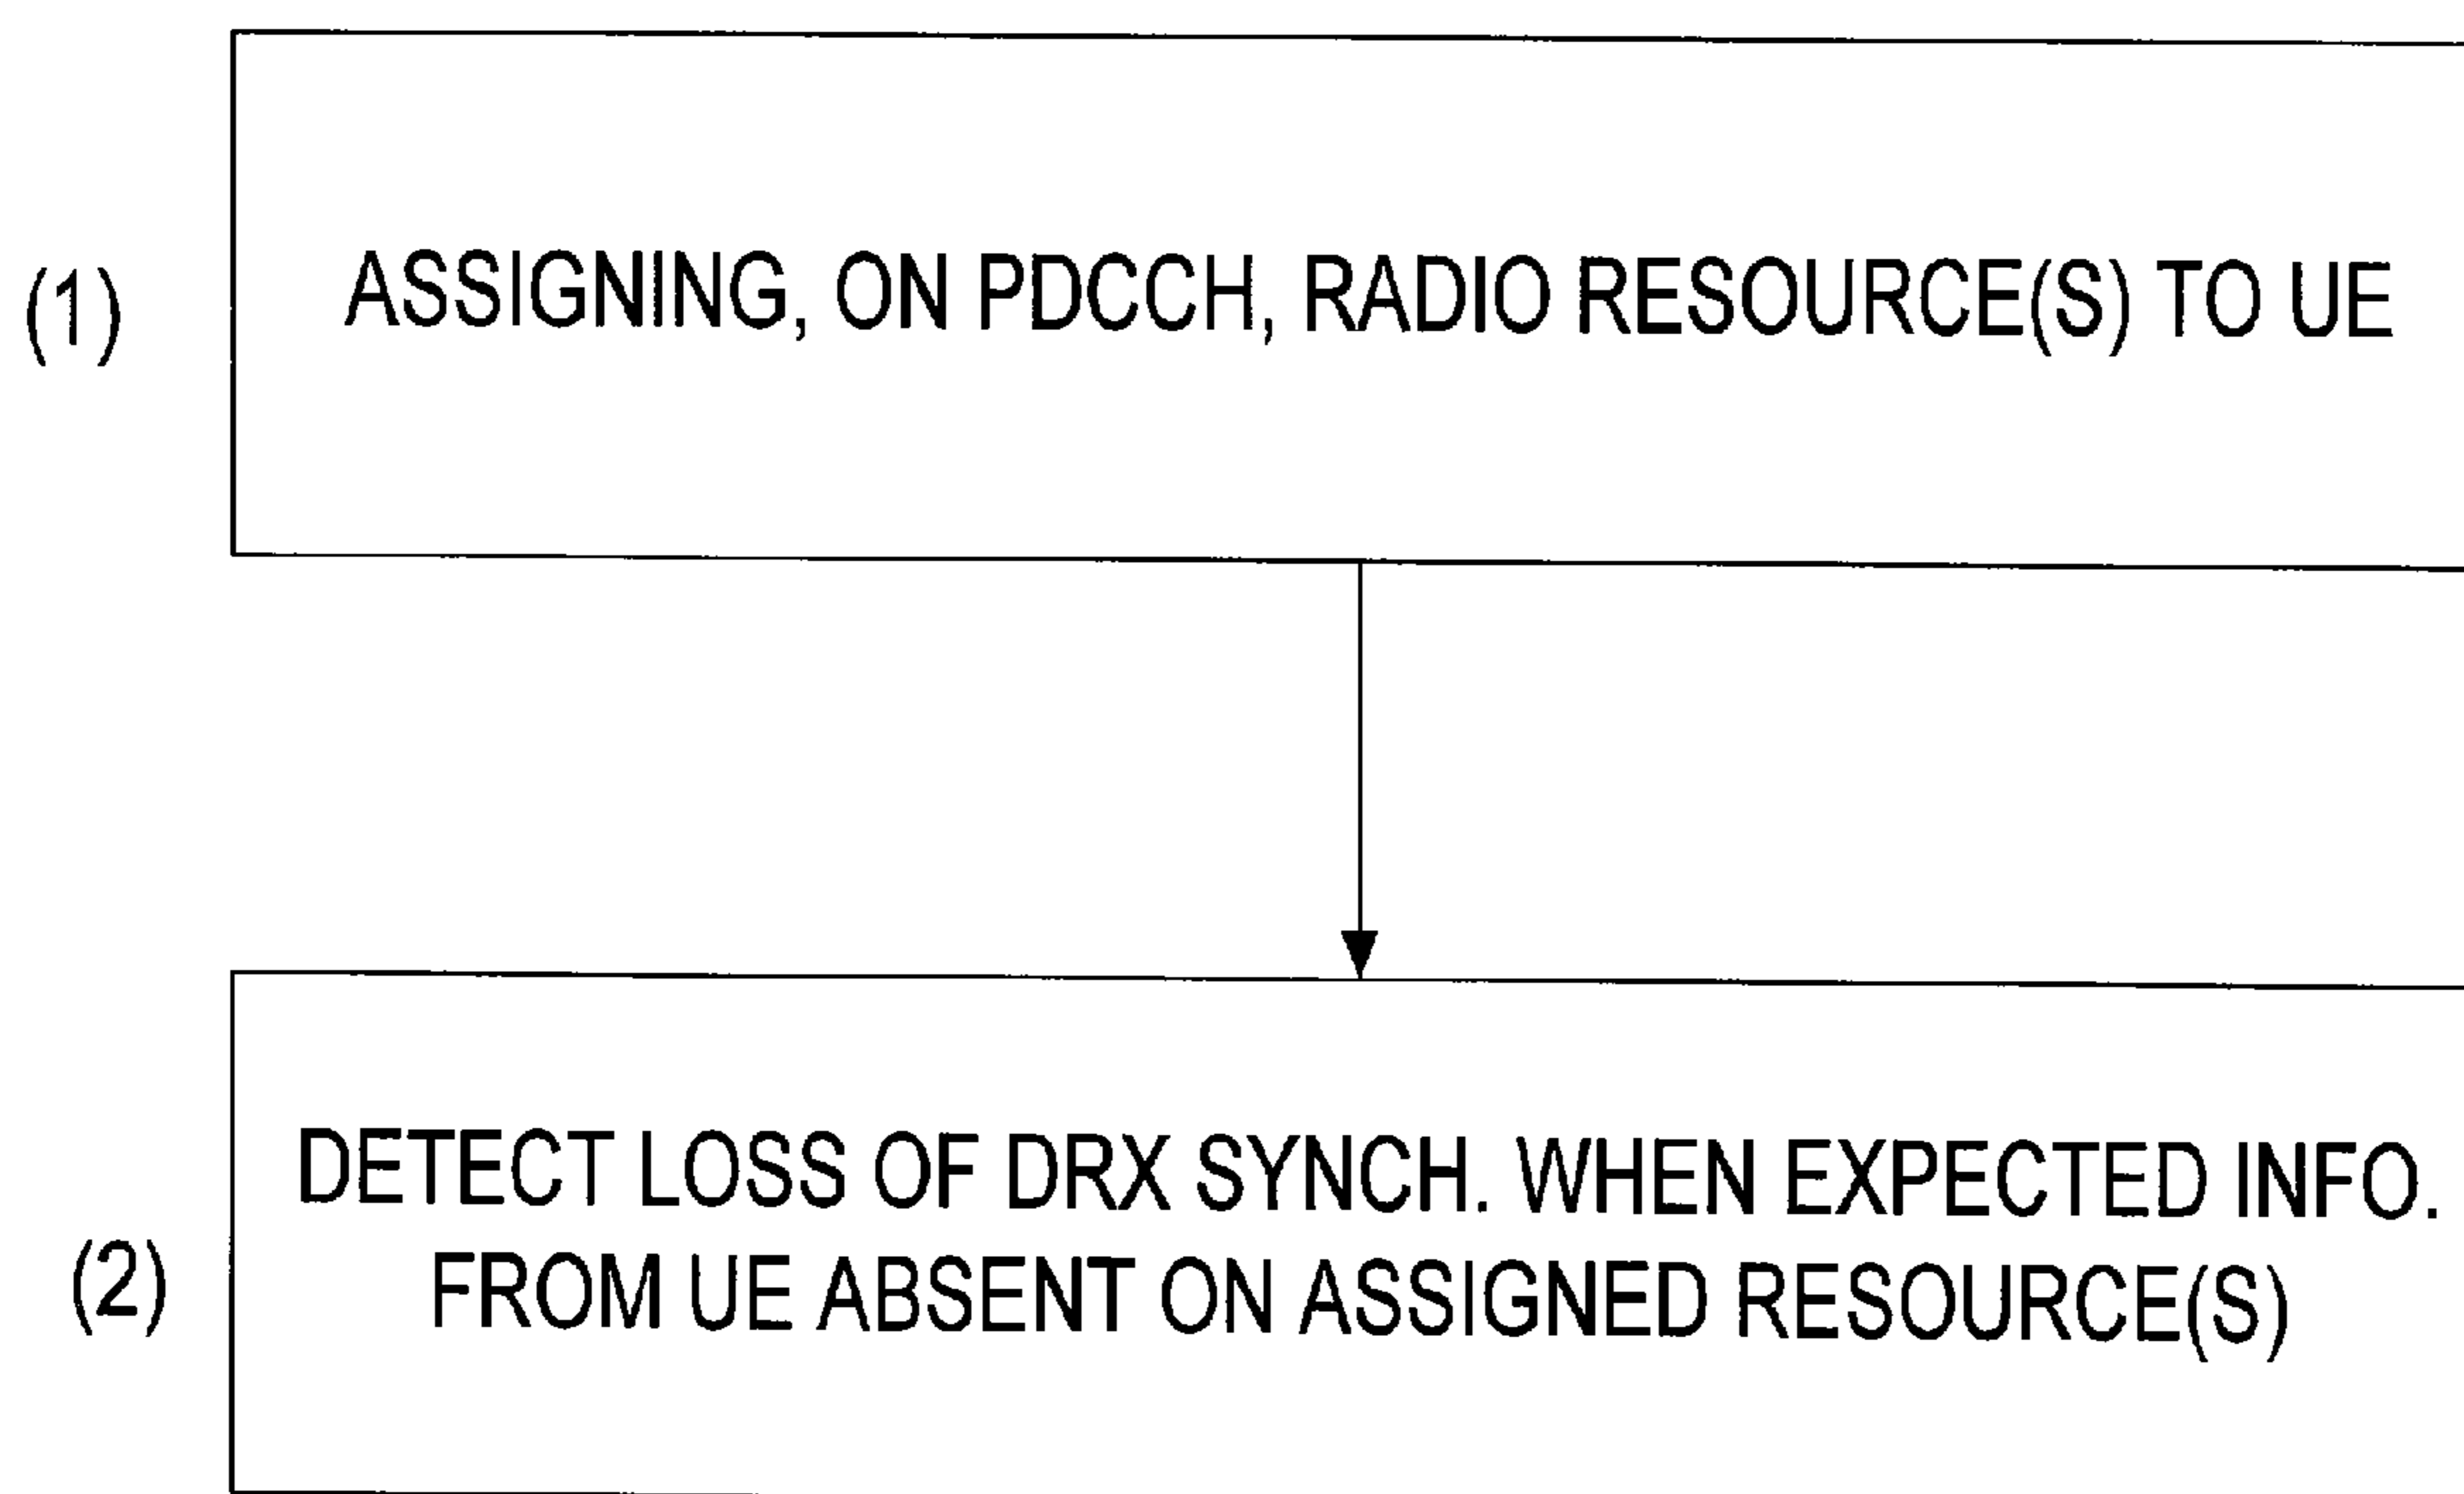 (1)
ASSIGNING, ON PDCCH, RADIO RESOURCE(S) TO UE
DETECT LOSS OF DRX SYNCH. WHEN EXPECTED INFO.
(2)
FROM UE ABSENT ON ASSIGNED RESOURCE(S)